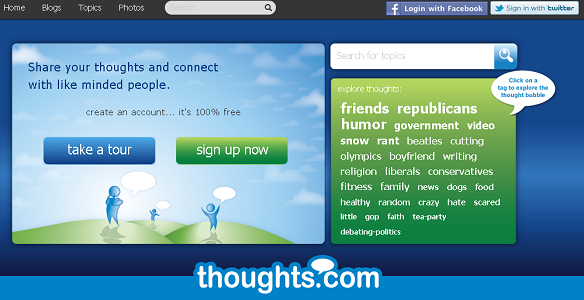 Home Blogs Topics Photos Search Login with Facebook Sign in with twitter
Share your thoughts and connect
with like minded people.
create an account... it's 100% free
take a tour sign up now
Search for topics
Click on a
tag to explore the
thought bubble
explore thoughts:
friends republicans
humor government video
snow rant beatles cutting
olympics boyfriend writing
religion liberals conservatives
fitness family news dogs food
healthy random crazy hate scared
little gop faith tea-party
debating-politics
thoughts.com